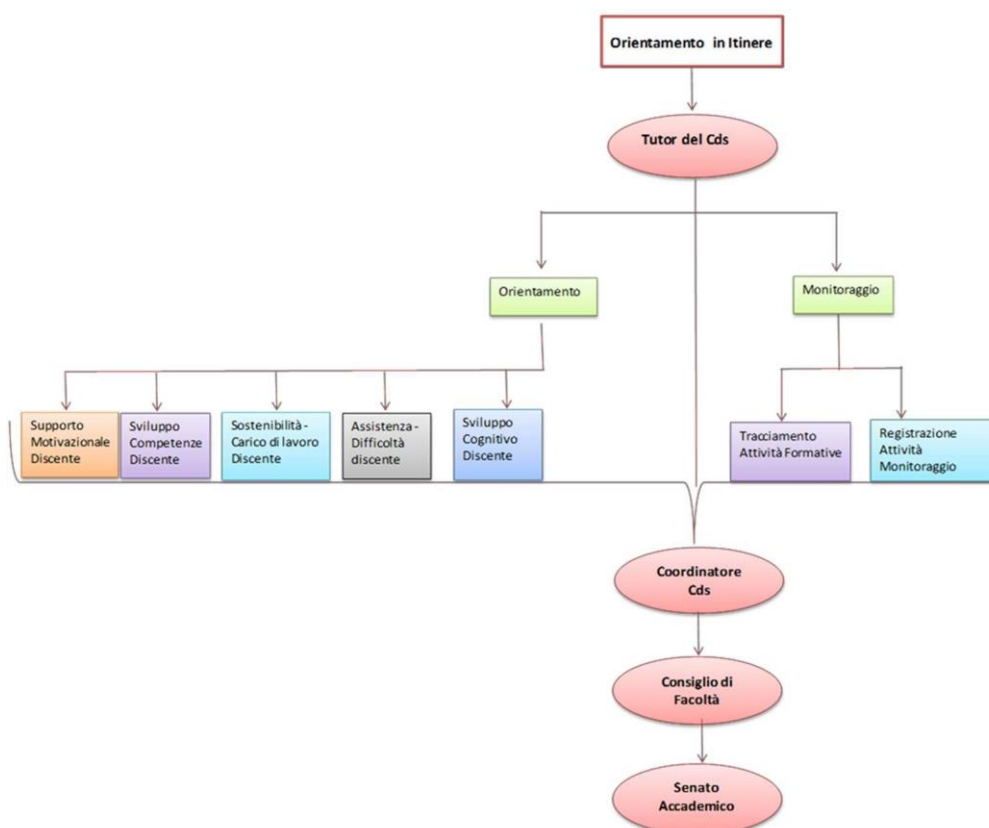 Orientamento in Itinere
Tutor del Cds
Orientamento
Monitoraggio
Supporto
Motivazionale
Discente
Sviluppo
Competenze
Discente
Sostenibilità -
Carico di lavoro
Discente
Assistenza -
Difficoltà
discente
Sviluppo
Cognitivo
Discente
Tracciamento
Attività Formative
Registrazione
Attività
Monitoraggio
Coordinatore
Cds
Consiglio di
Facoltà
Senato
Accademico